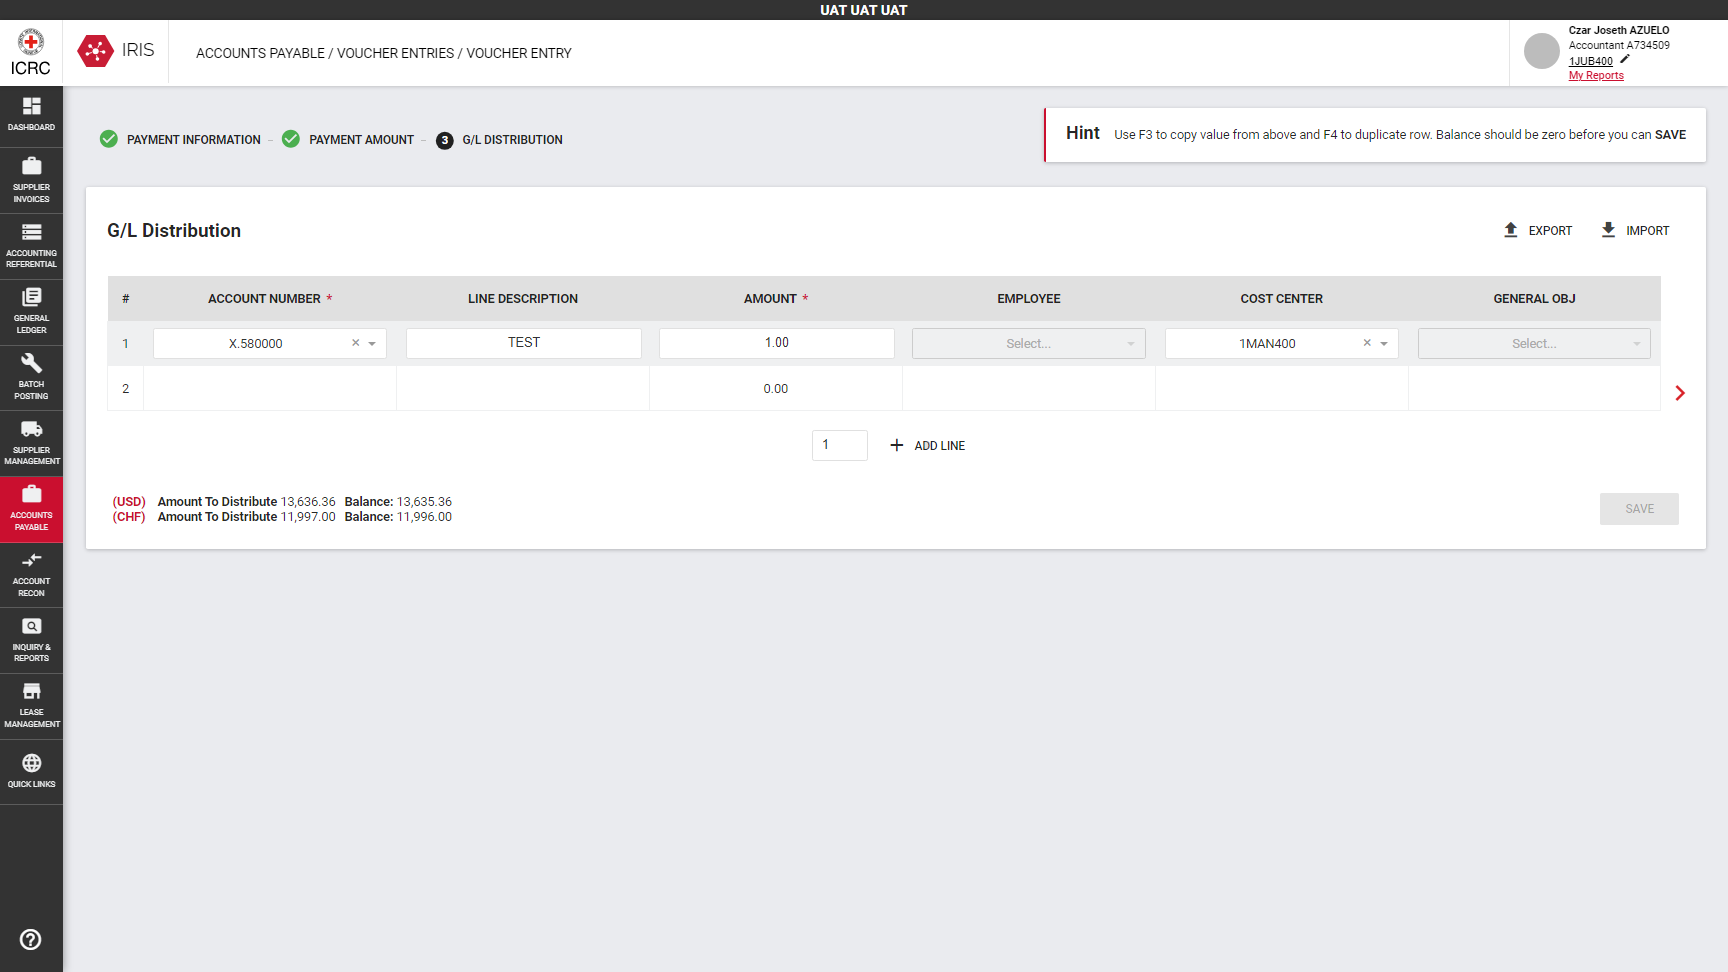 UAT UAT UAT
ICRC
IRIS
ACCOUNTS PAYABLE / VOUCHER ENTRIES / VOUCHER ENTRY
Czar Joseth AZUELO
Accountant A734509
1JUB400
My Reports
DASHBOARD
SUPPLIER
INVOICES
ACCOUNTING
REFERENTIAL
GENERAL
LEDGER
BATCH
POSTING
SUPPLIER
MANAGEMENT
ACCOUNTS
PAYABLE
ACCOUNT
RECON
INQUIRY &
REPORTS
LEASE
MANAGEMENT
QUICK LINKS
PAYMENT INFORMATION – PAYMENT AMOUNT – 3 G/L DISTRIBUTION
Hint Use F3 to copy value from above and F4 to duplicate row. Balance should be zero before you can SAVE
G/L Distribution
EXPORT IMPORT
# ACCOUNT NUMBER * LINE DESCRIPTION AMOUNT * EMPLOYEE COST CENTER GENERAL OBJ
1 X.580000 × TEST 1.00 Select... 1MAN400 × Select...
2 0.00
1 + ADD LINE
(USD) Amount To Distribute 13,636.36 Balance: 13,635.36
(CHF) Amount To Distribute 11,997.00 Balance: 11,996.00
SAVE